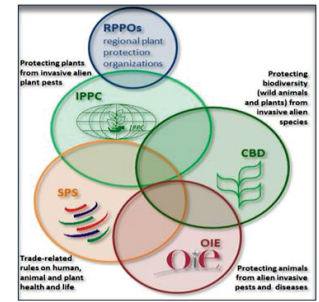 RPPOs
regional plant
protection
organizations
Protecting plants
from invasive alien
plant pests
IPPC
IPPC
Protecting
biodiversity
(wild animals
and plants) from
invasive alien
species
CBD
SPS
OIE
Oie
Trade-related
rules on human,
animal and plant
health and life
Protecting animals
from alien invasive
pests and diseases